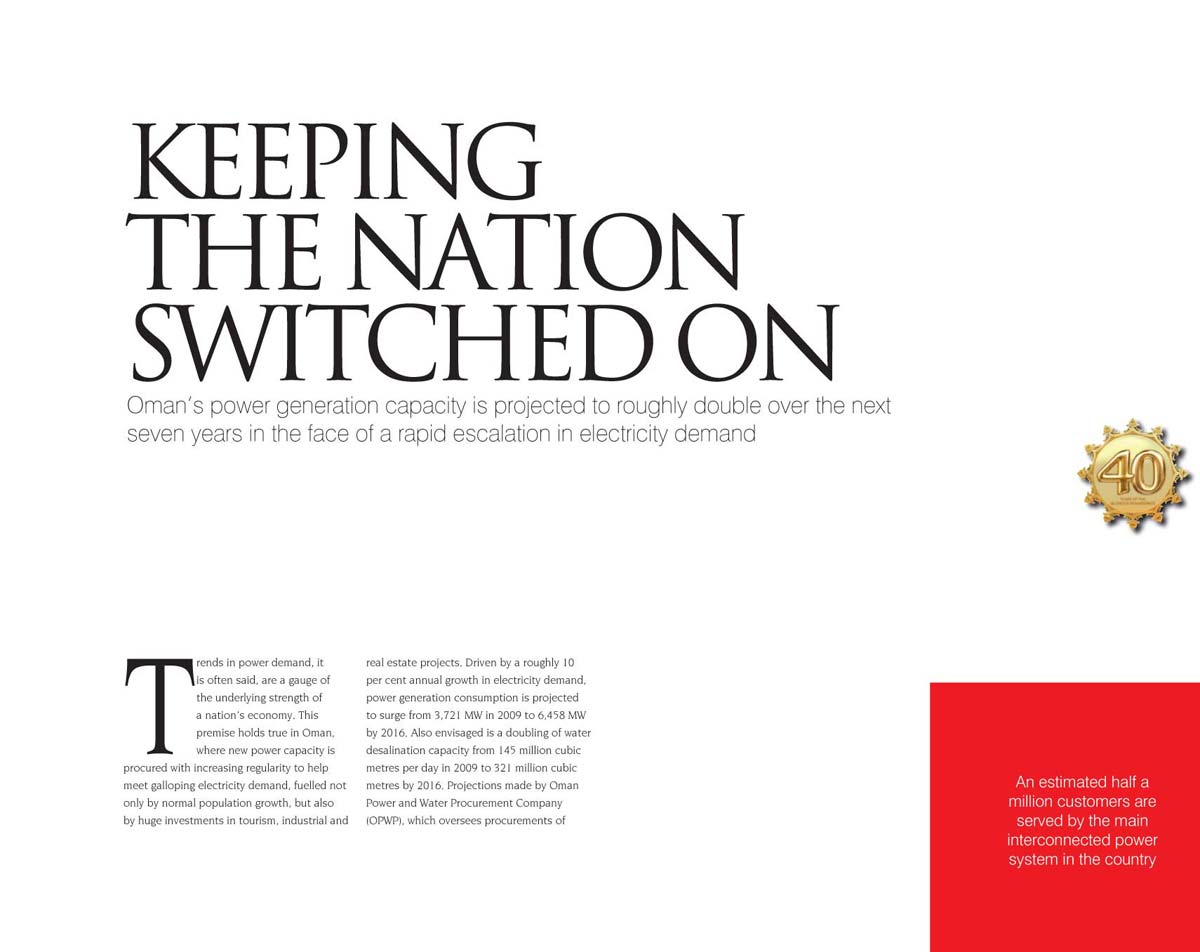 KEEPING
THE NATION
SWITCHED ON
Oman's power generation capacity is projected to roughly double over the next
seven years in the face of a rapid escalation in electricity demand
40
Trends in power demand, it
is often said, are a gauge of
the underlying strength of
a nation's economy. This
premise holds true in Oman,
where new power capacity is
procured with increasing regularity to help
meet galloping electricity demand, fuelled not
only by normal population growth, but also
by huge investments in tourism, industrial and
real estate projects. Driven by a roughly 10
per cent annual growth in electricity demand,
power generation consumption is projected
to surge from 3,721 MW in 2009 to 6,458 MW
by 2016. Also envisaged is a doubling of water
desalination capacity from 145 million cubic
metres per day in 2009 to 321 million cubic
metres by 2016. Projections made by Oman
Power and Water Procurement Company
(OPWP), which oversees procurements of
An estimated half a
million customers are
served by the main
interconnected power
system in the country